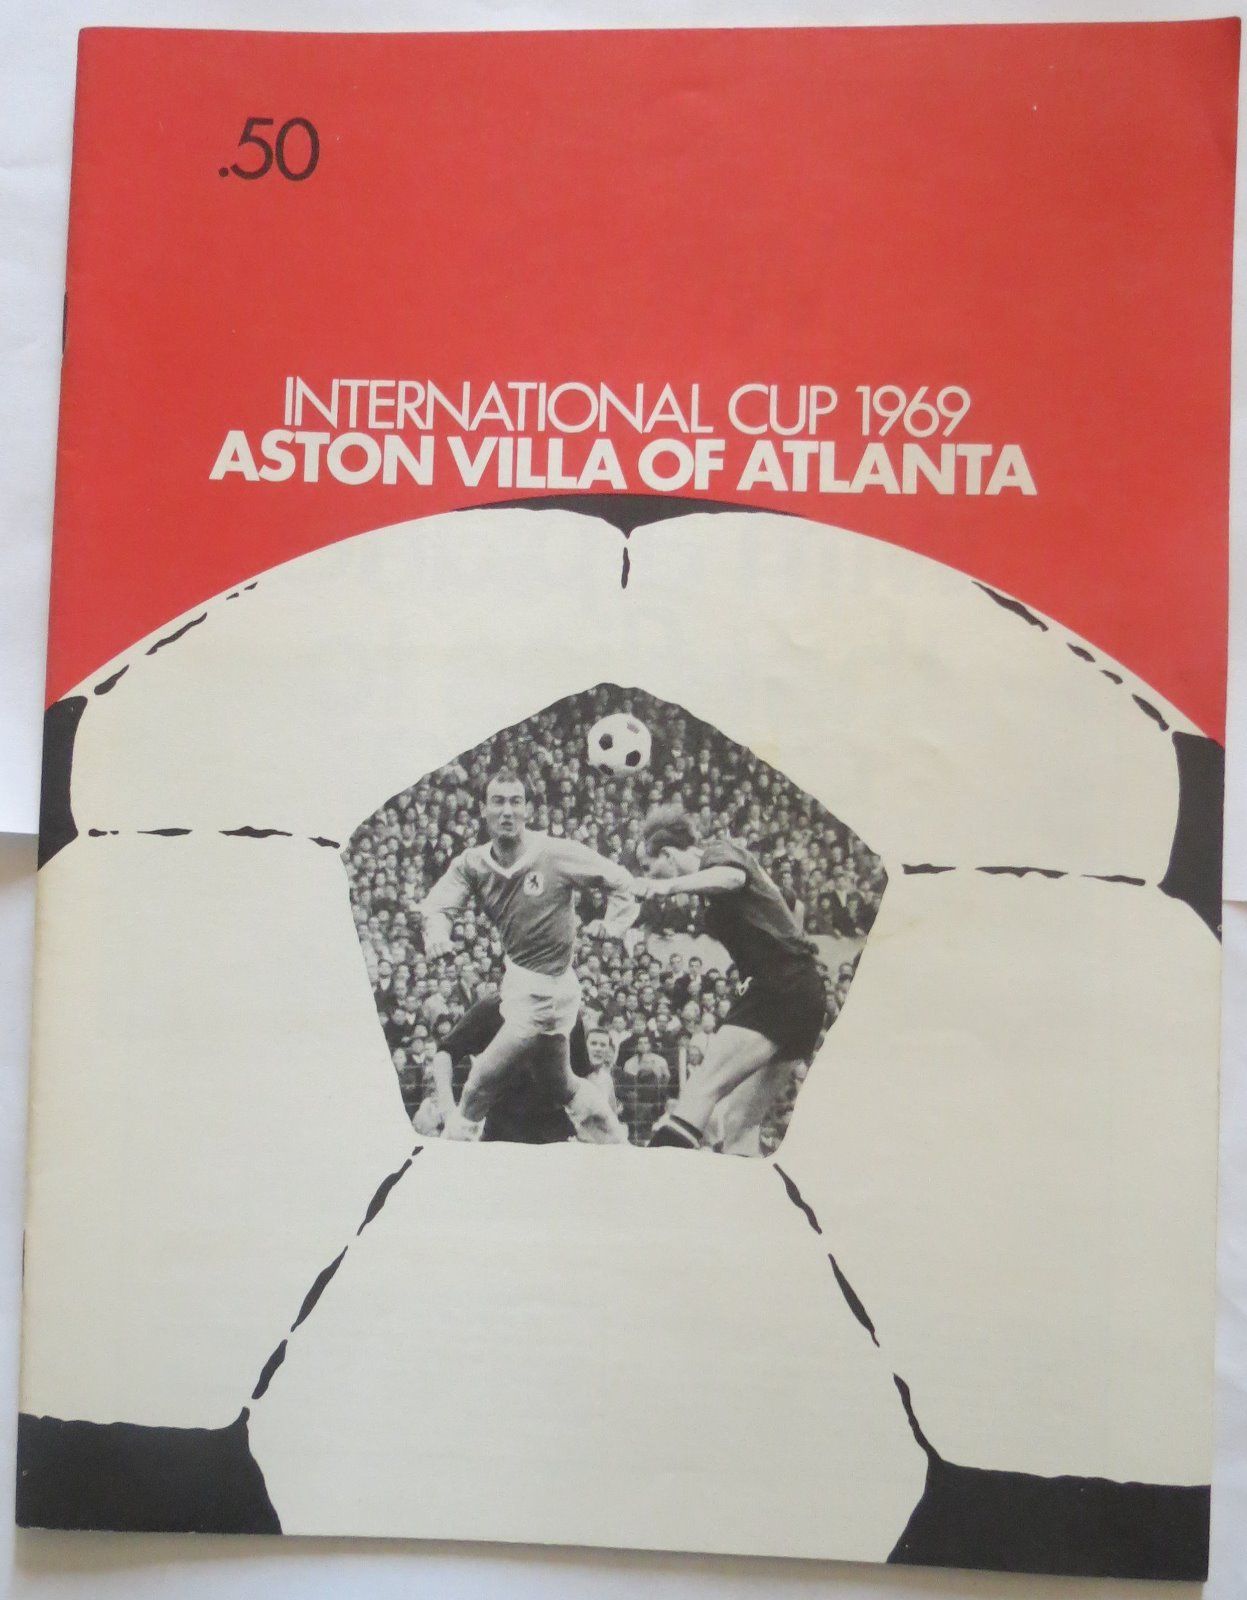 .50
INTERNATIONAL CUP 1969
ASTON VILLA OF ATLANTA